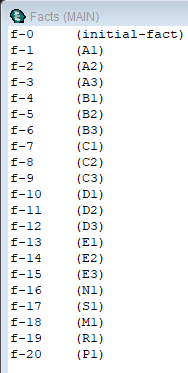 Facts (MAIN)
f-0 (initial-fact)
f-1 (A1)
f-2 (A2)
f-3 (A3)
f-4 (B1)
f-5 (B2)
f-6 (B3)
f-7 (C1)
f-8 (C2)
f-9 (C3)
f-10 (D1)
f-11 (D2)
f-12 (D3)
f-13 (E1)
f-14 (E2)
f-15 (E3)
f-16 (N1)
f-17 (S1)
f-18 (M1)
f-19 (R1)
f-20 (P1)